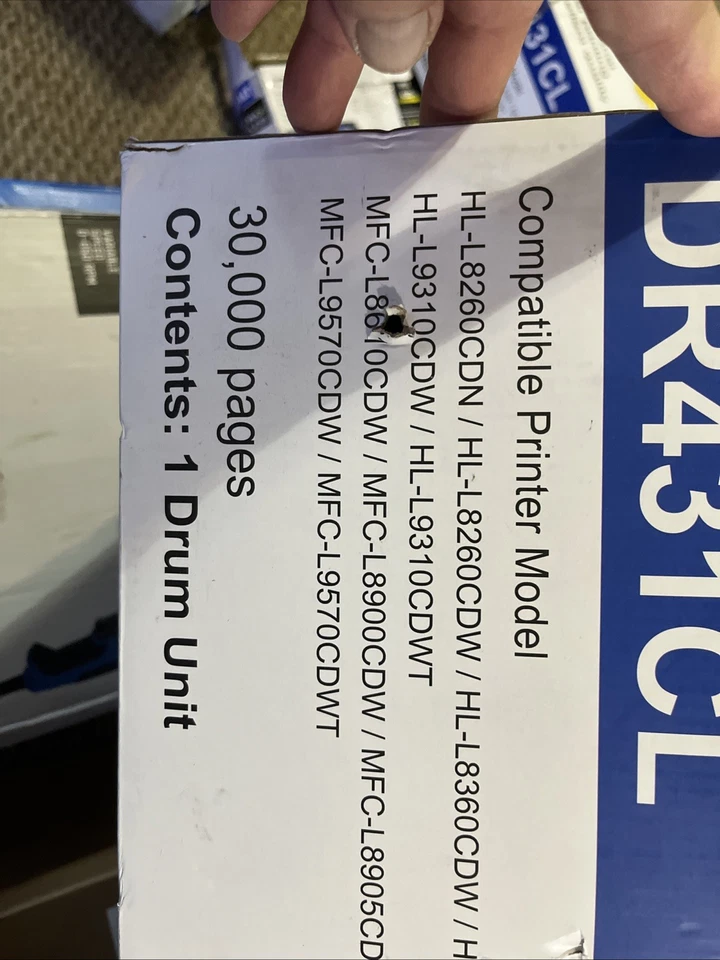 DR431CL
Compatible Printer Model
HL-L8260CDN / HL-L8260CDW / HL-L8360CDW / H
HL-L9310CDW / HL-L9310CDWT
MFC-L8610CDW / MFC-L8900CDW / MFC-L8905CD
MFC-L9570CDW / MFC-L9570CDWT
30,000 pages
Contents: 1 Drum Unit
31CL